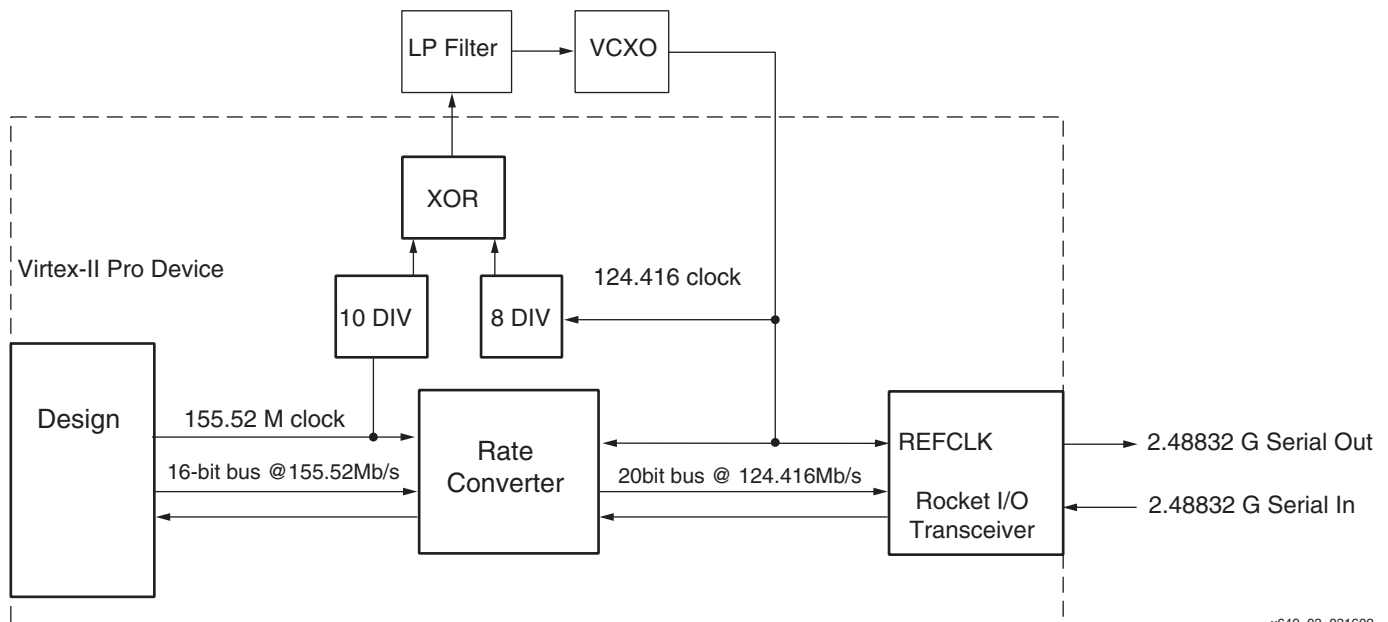 LP Filter
VCXO
XOR
Virtex-II Pro Device
10 DIV
8 DIV
124.416 clock
Design
155.52 M clock
16-bit bus @155.52Mb/s
Rate
Converter
20bit bus @ 124.416Mb/s
REFCLK
Rocket I/O
Transceiver
2.48832 G Serial Out
2.48832 G Serial In